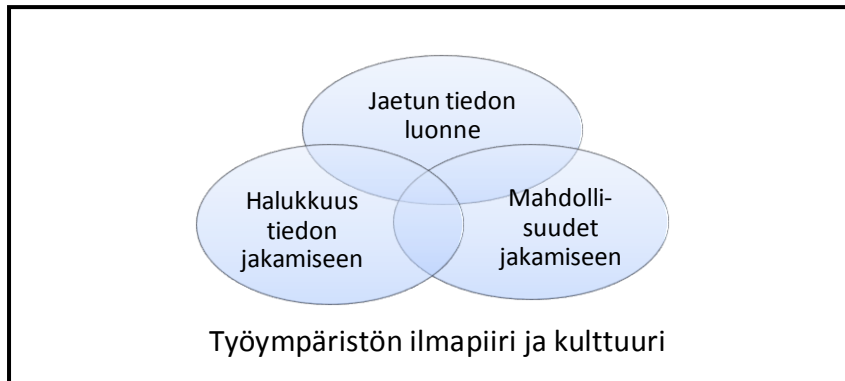 Jaetun tiedon
luonne
Halukkuus
tiedon
jakamiseen
Mahdolli-
suudet
jakamiseen
Työympäristön ilmapiiri ja kulttuuri